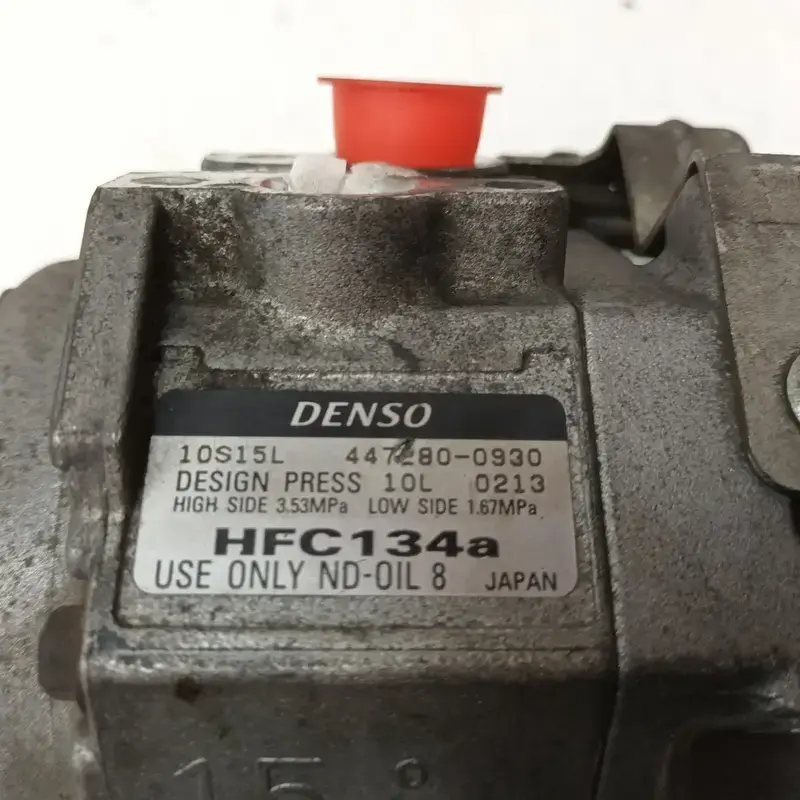 DENSO
10S15L 447280-0930
DESIGN PRESS 10L 0213
HIGH SIDE 3.53MPa LOW SIDE 1.67MPa
HFC134a
USE ONLY ND-OIL 8 JAPAN
15 °